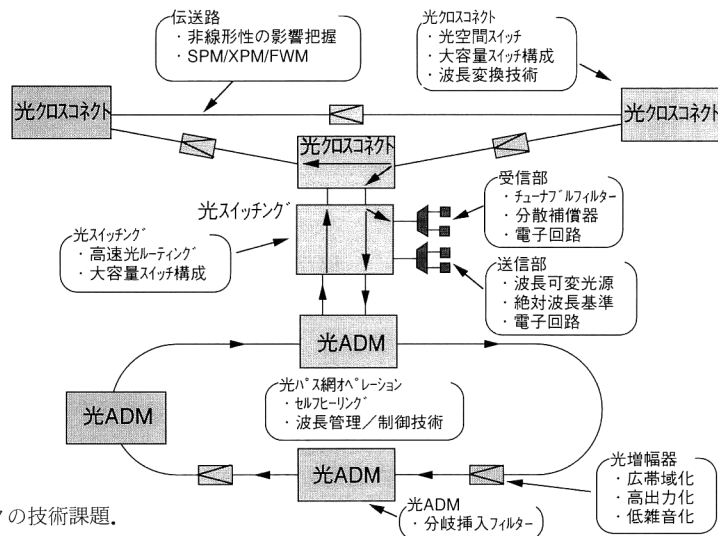 伝送路
・非線形性の影響把握
・SPM/XPM/FWM
光クロスコネクト
・光空間スイッチ
・大容量スイッチ構成
・波長変換技術
光クロスコネクト
光クロスコネクト
光クロスコネクト
光スイッチング
受信部
・チューナブルフィルター
・分散補償器
・電子回路
光スイッチング
・高速光ルーティング
・大容量スイッチ構成
送信部
・波長可変光源
・絶対波長基準
・電子回路
光ADM
光パス網オペレーション
・セルフヒーリング
・波長管理／制御技術
光ADM
光ADM
光増幅器
・広帯域化
・高出力化
・低雑音化
光ADM
・分岐挿入フィルター
の技術課題．